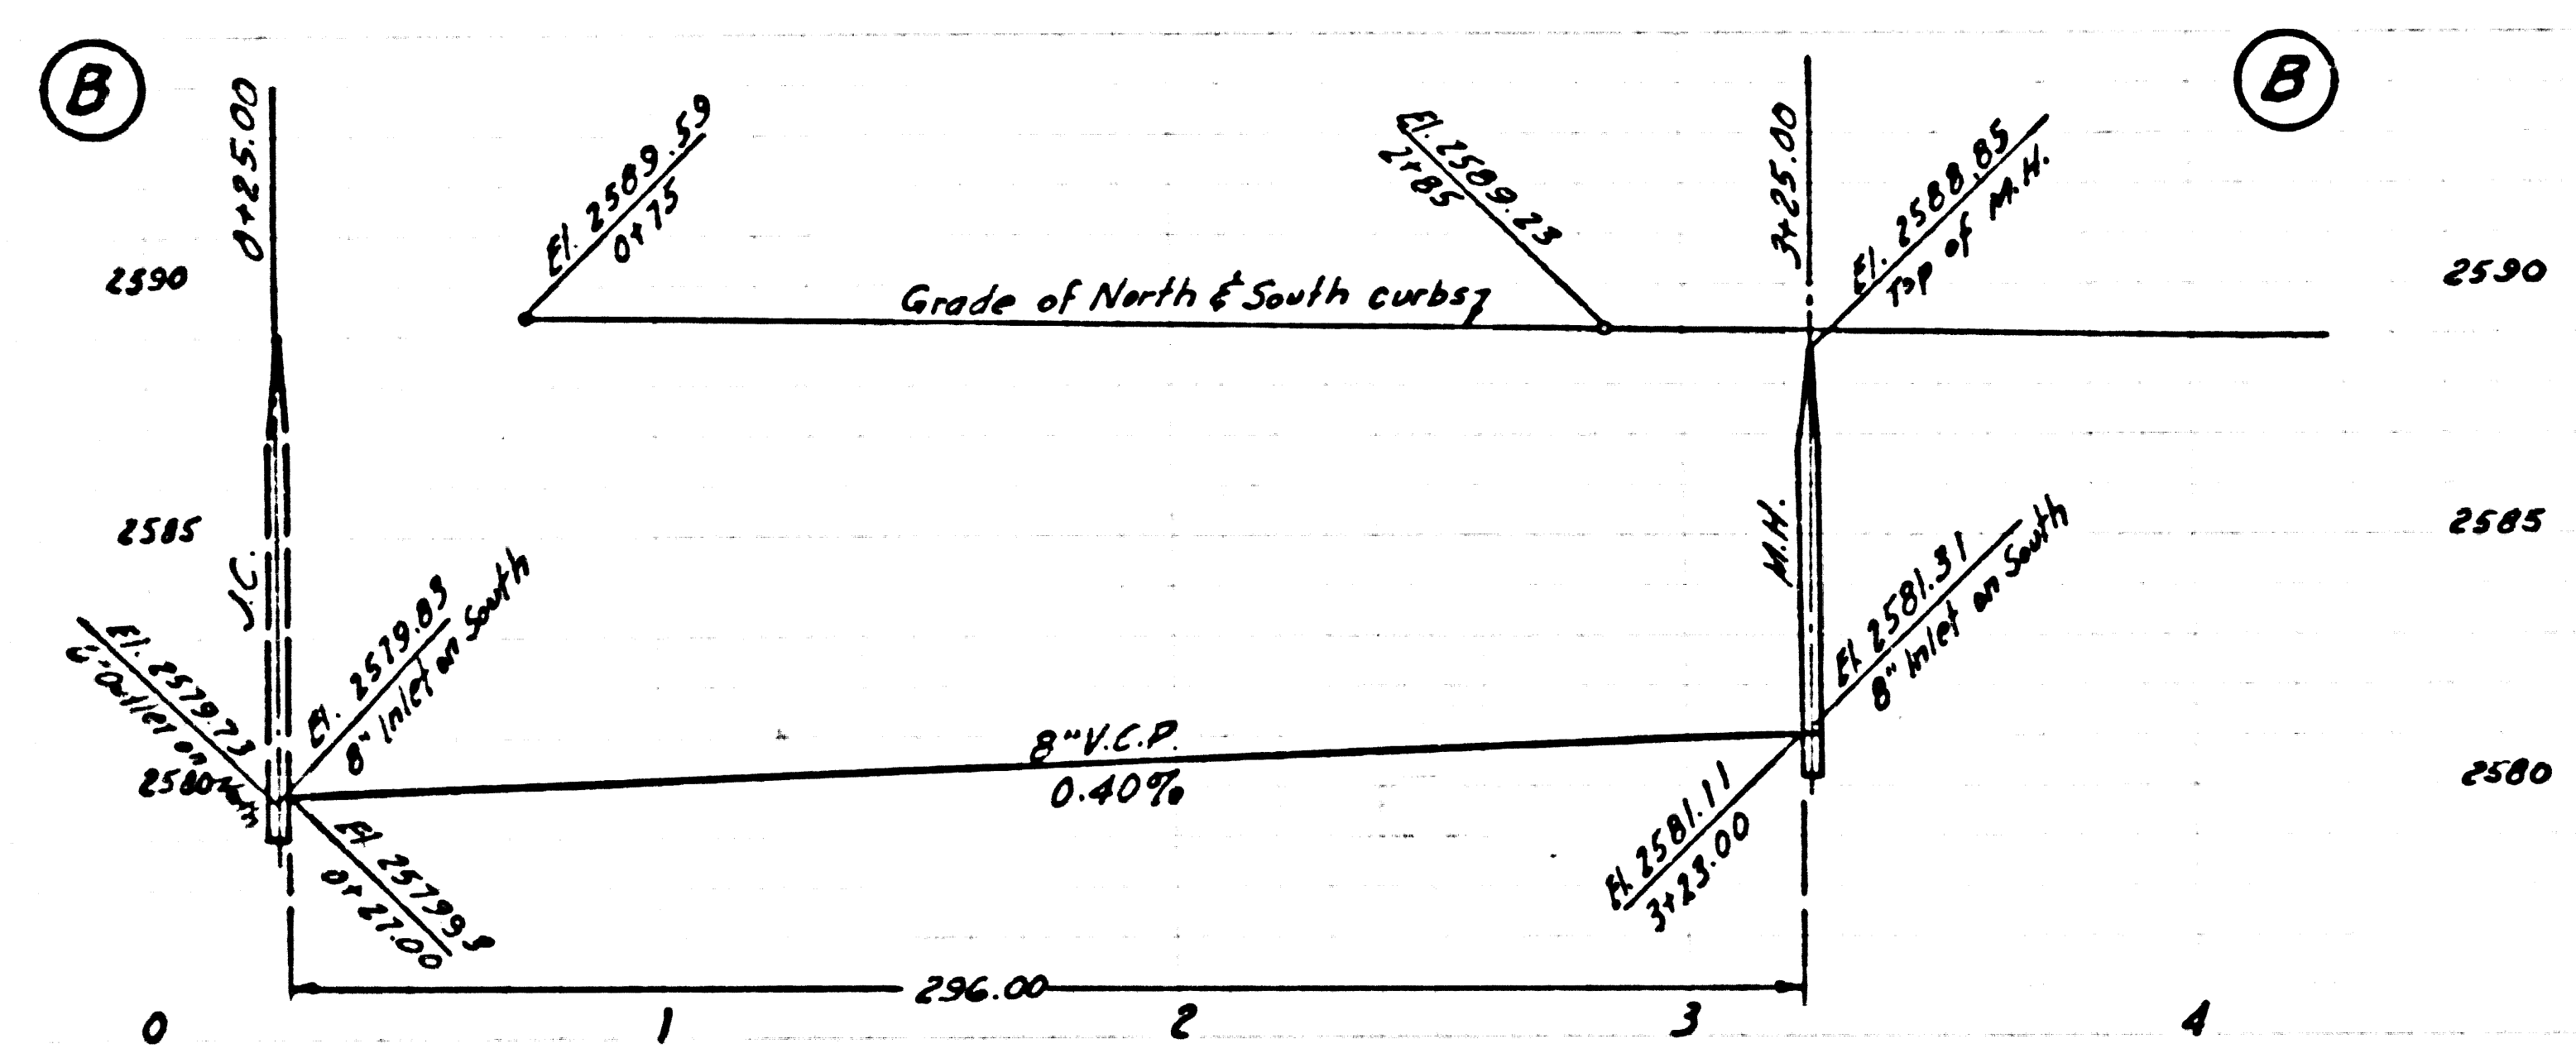 B
B
0+25.00
El. 2589.59
0+75
El. 2589.23
2+85
3+25.00
El. 2588.85
Top of M.H.
2590
2590
Grade of North & South curbs
2585
2585
J.C.
M.H.
El. 2579.73
6" Outlet on North
El. 2579.83
8" Inlet on South
El. 2581.31
8" Inlet on South
2580
2580
8" V.C.P.
0.40%
El. 2579.93
0+27.00
El. 2581.11
3+23.00
296.00
0 1 2 3 4